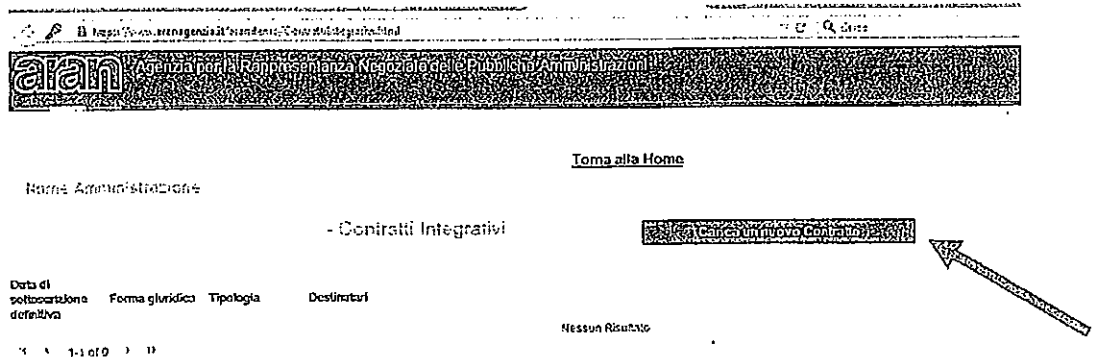 aran Agenzia per la Rappresentanza Negoziale delle Pubbliche Amministrazioni
Torna alla Home
Nome Amministrazione
- Contratti Integrativi
Carica un nuovo Contratto
Data di
sottoscrizione Forma giuridica Tipologia Destinatari
definitiva
Nessun Risultato
1-1 of 0